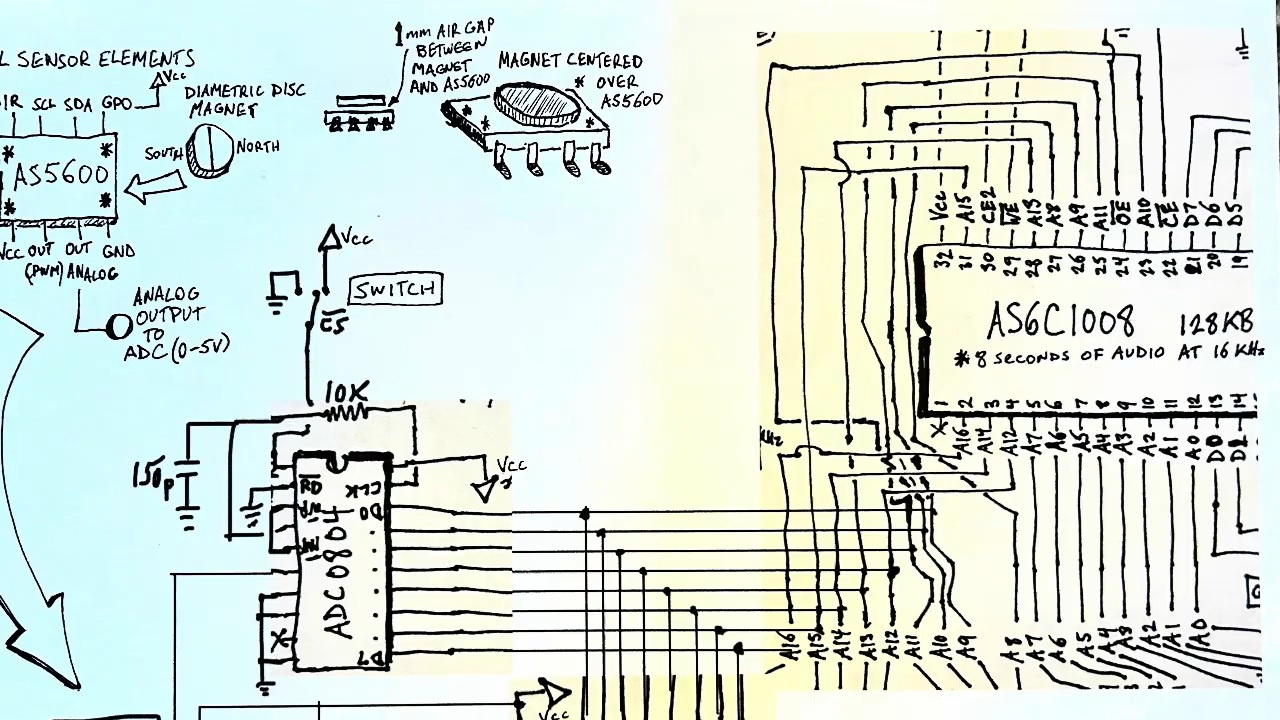 L SENSOR ELEMENTS
Vcc
IR SCL SDA GPO
AS5600
Vcc OUT OUT GND
(PWM) ANALOG
ANALOG
OUTPUT
TO
ADC (0-5V)
DIAMETRIC DISC
MAGNET
SOUTH
NORTH
1mm AIR GAP
BETWEEN
MAGNET
AND AS5600
MAGNET CENTERED
* OVER
AS5600
Vcc
SWITCH
CS
10K
150p
Vcc
RD
CLK
WR
D0
ADC0804
D7
X
Vcc
Vcc A15 CE2 WE A13 A8 A9 A11 OE A10 CE D7 D6 D5
32 31 30 29 28 27 26 25 24 23 22 21 20 19
AS6C1008 128KB
*8 SECONDS OF AUDIO AT 16 KHz
1 2 3 4 5 6 7 8 9 10 11 12 13 14
X A16 A14 A12 A7 A6 A5 A4 A3 A2 A1 A0 D0
A16 A15 A14 A13 A12 A11 A10 A9 A8 A7 A6 A5 A4 A3 A2 A1 A0